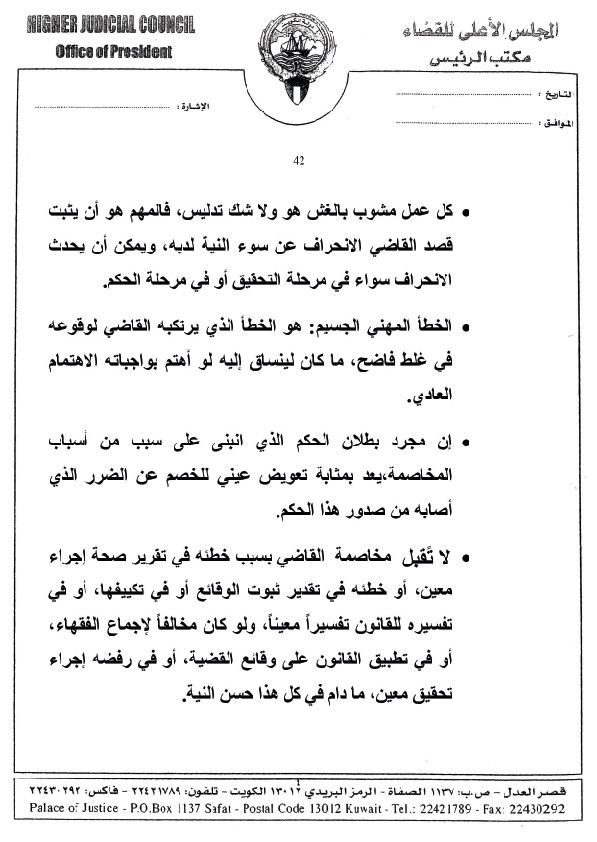 HIGHER JUDICIAL COUNCIL
Office of President
المجلس الأعلى للقضاء
مكتب الرئيس
التاريخ :
الموافق :
الإشارة :
42
• كل عمل مشوب بالغش هو ولا شك تدليس، فالمهم هو أن يثبت
قصد القاضي الانحراف عن سوء النية لديه، ويمكن أن يحدث
الانحراف سواء في مرحلة التحقيق أو في مرحلة الحكم.
• الخطأ المهني الجسيم: هو الخطأ الذي يرتكبه القاضي لوقوعه
في غلط فاضح، ما كان لينساق إليه لو أهتم بواجباته الاهتمام
العادي.
• إن مجرد بطلان الحكم الذي انبنى على سبب من أسباب
المخاصمة،يعد بمثابة تعويض عيني للخصم عن الضرر الذي
أصابه من صدور هذا الحكم.
• لا تُقبل مخاصمة القاضي بسبب خطئه في تقرير صحة إجراء
معين، أو خطئه في تقدير ثبوت الوقائع أو في تكييفها، أو في
تفسيره للقانون تفسيراً معيناً، ولو كان مخالفاً لإجماع الفقهاء،
أو في تطبيق القانون على وقائع القضية، أو في رفضه إجراء
تحقيق معين، ما دام في كل هذا حسن النية.
قصر العدل - ص.ب: ١١٣٧ الصفاة - الرمز البريدي ١٣٠١٢ الكويت - تلفون: ٢٢٤٢١٧٨٩ - فاكس: ٢٢٤٣٠٢٩٢
Palace of Justice - P.O.Box 1137 Safat - Postal Code 13012 Kuwait - Tel.: 22421789 - Fax: 22430292